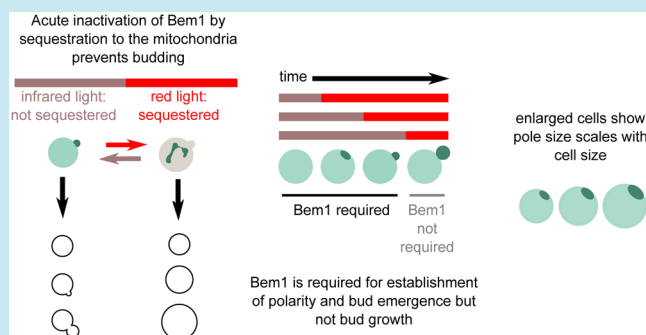 Acute inactivation of Bem1 by
sequestration to the mitochondria
prevents budding
infrared light:
not sequestered
red light:
sequestered
time
Bem1 required
Bem1
not
required
Bem1 is required for establishment
of polarity and bud emergence but
not bud growth
enlarged cells show
pole size scales with
cell size